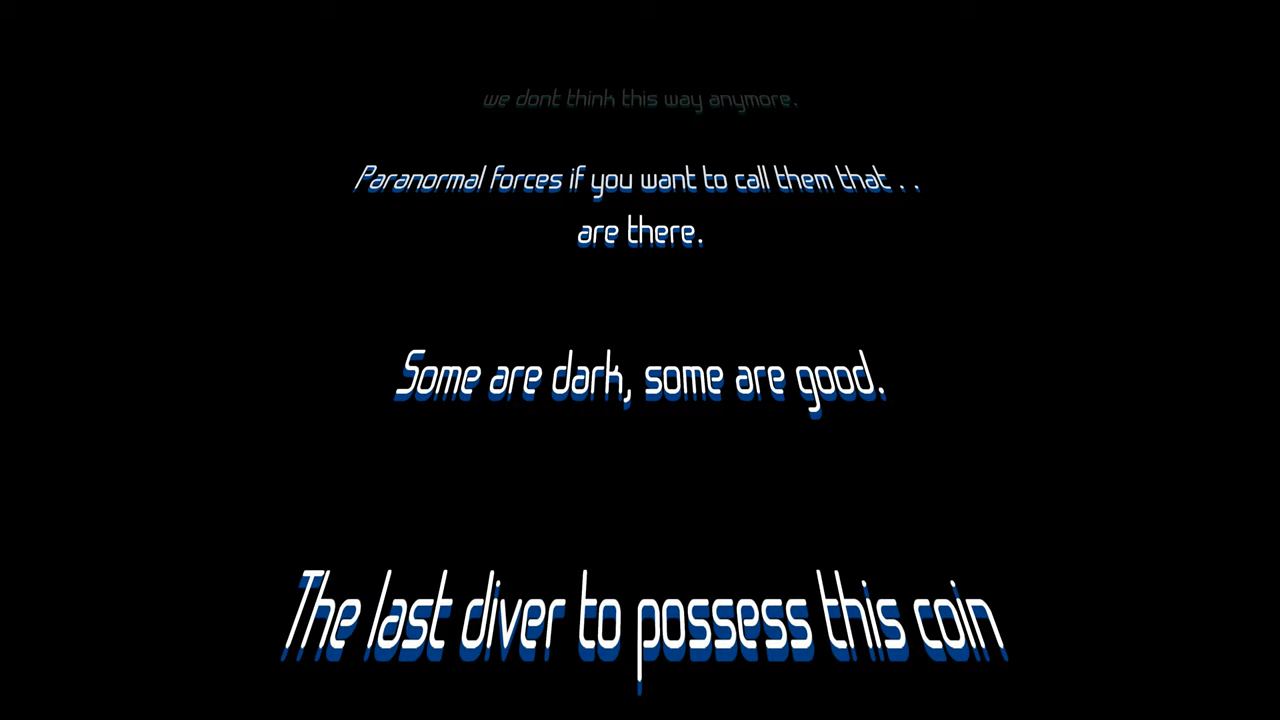 we dont think this way anymore.
Paranormal forces if you want to call them that . .
are there.
Some are dark, some are good.
The last diver to possess this coin